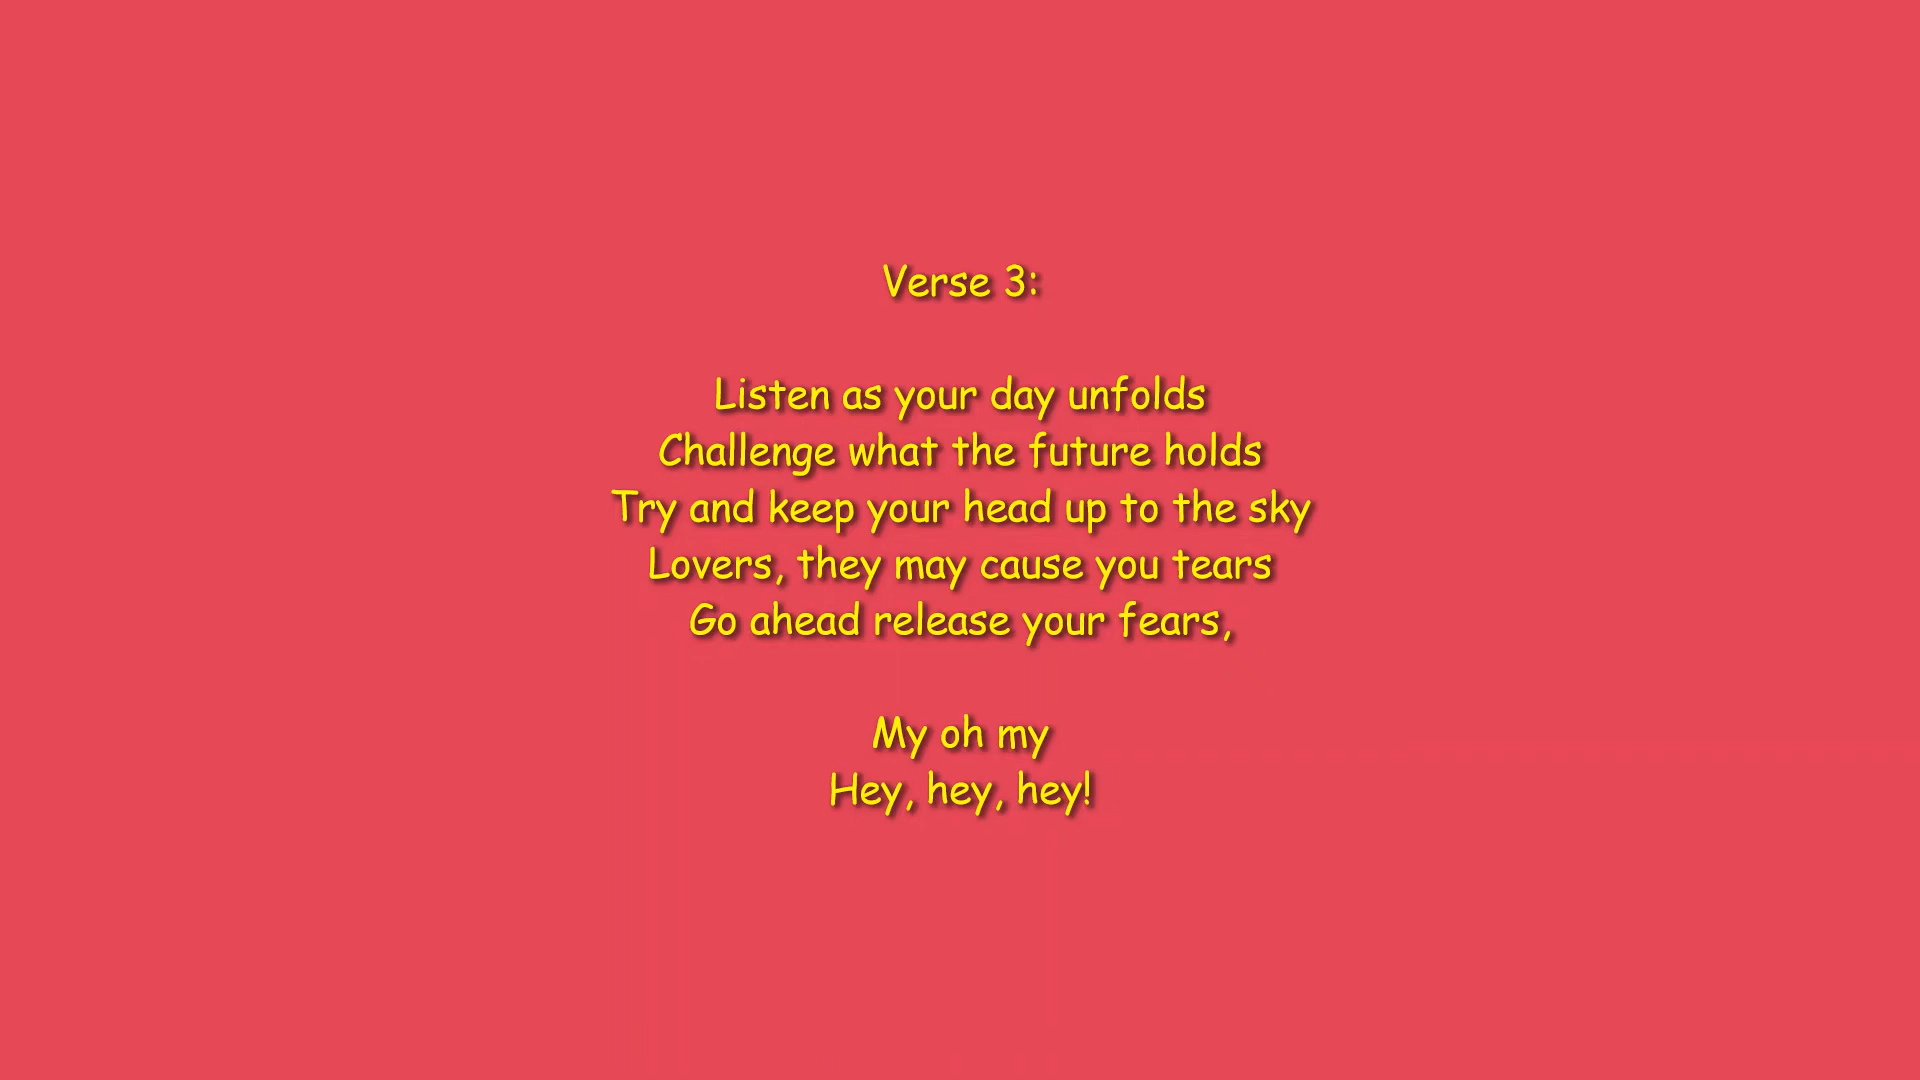 Verse 3:
Listen as your day unfolds
Challenge what the future holds
Try and keep your head up to the sky
Lovers, they may cause you tears
Go ahead release your fears,
My oh my
Hey, hey, hey!